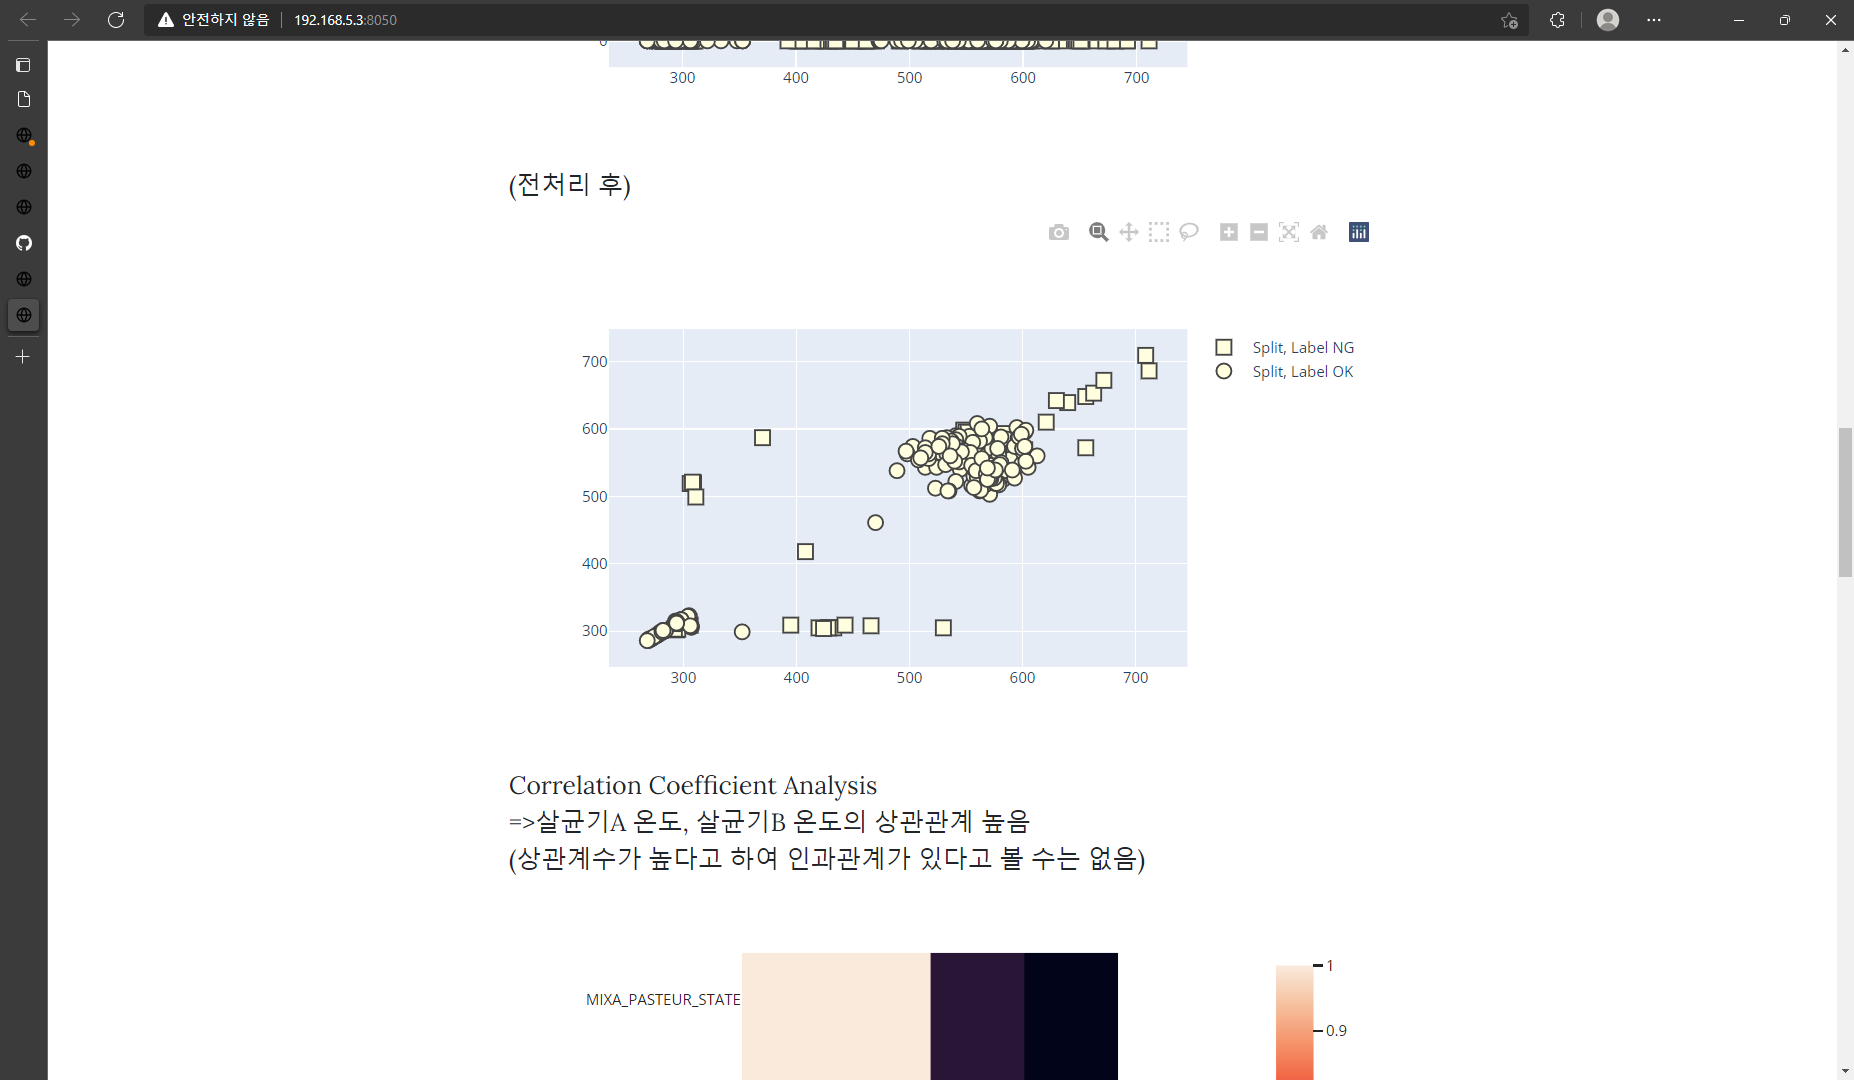 안전하지 않음
192.168.5.3:8050
0
300 400 500 600 700
(전처리 후)
700
600
500
400
300
300 400 500 600 700
Split, Label NG
Split, Label OK
Correlation Coefficient Analysis
=>살균기A 온도, 살균기B 온도의 상관관계 높음
(상관계수가 높다고 하여 인과관계가 있다고 볼 수는 없음)
MIXA_PASTEUR_STATE
1
0.9